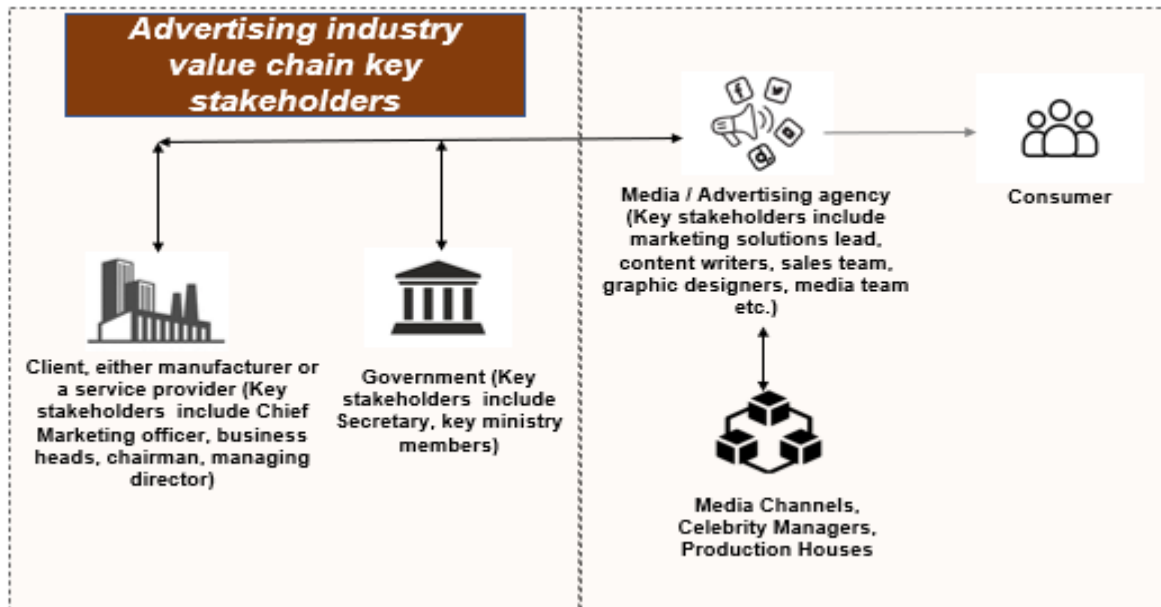 Advertising industry
value chain key
stakeholders
Media / Advertising agency
(Key stakeholders include
marketing solutions lead,
content writers, sales team,
graphic designers, media team
etc.)
Consumer
Client, either manufacturer or
a service provider (Key
stakeholders include Chief
Marketing officer, business
heads, chairman, managing
director)
Government (Key
stakeholders include
Secretary, key ministry
members)
Media Channels,
Celebrity Managers,
Production Houses